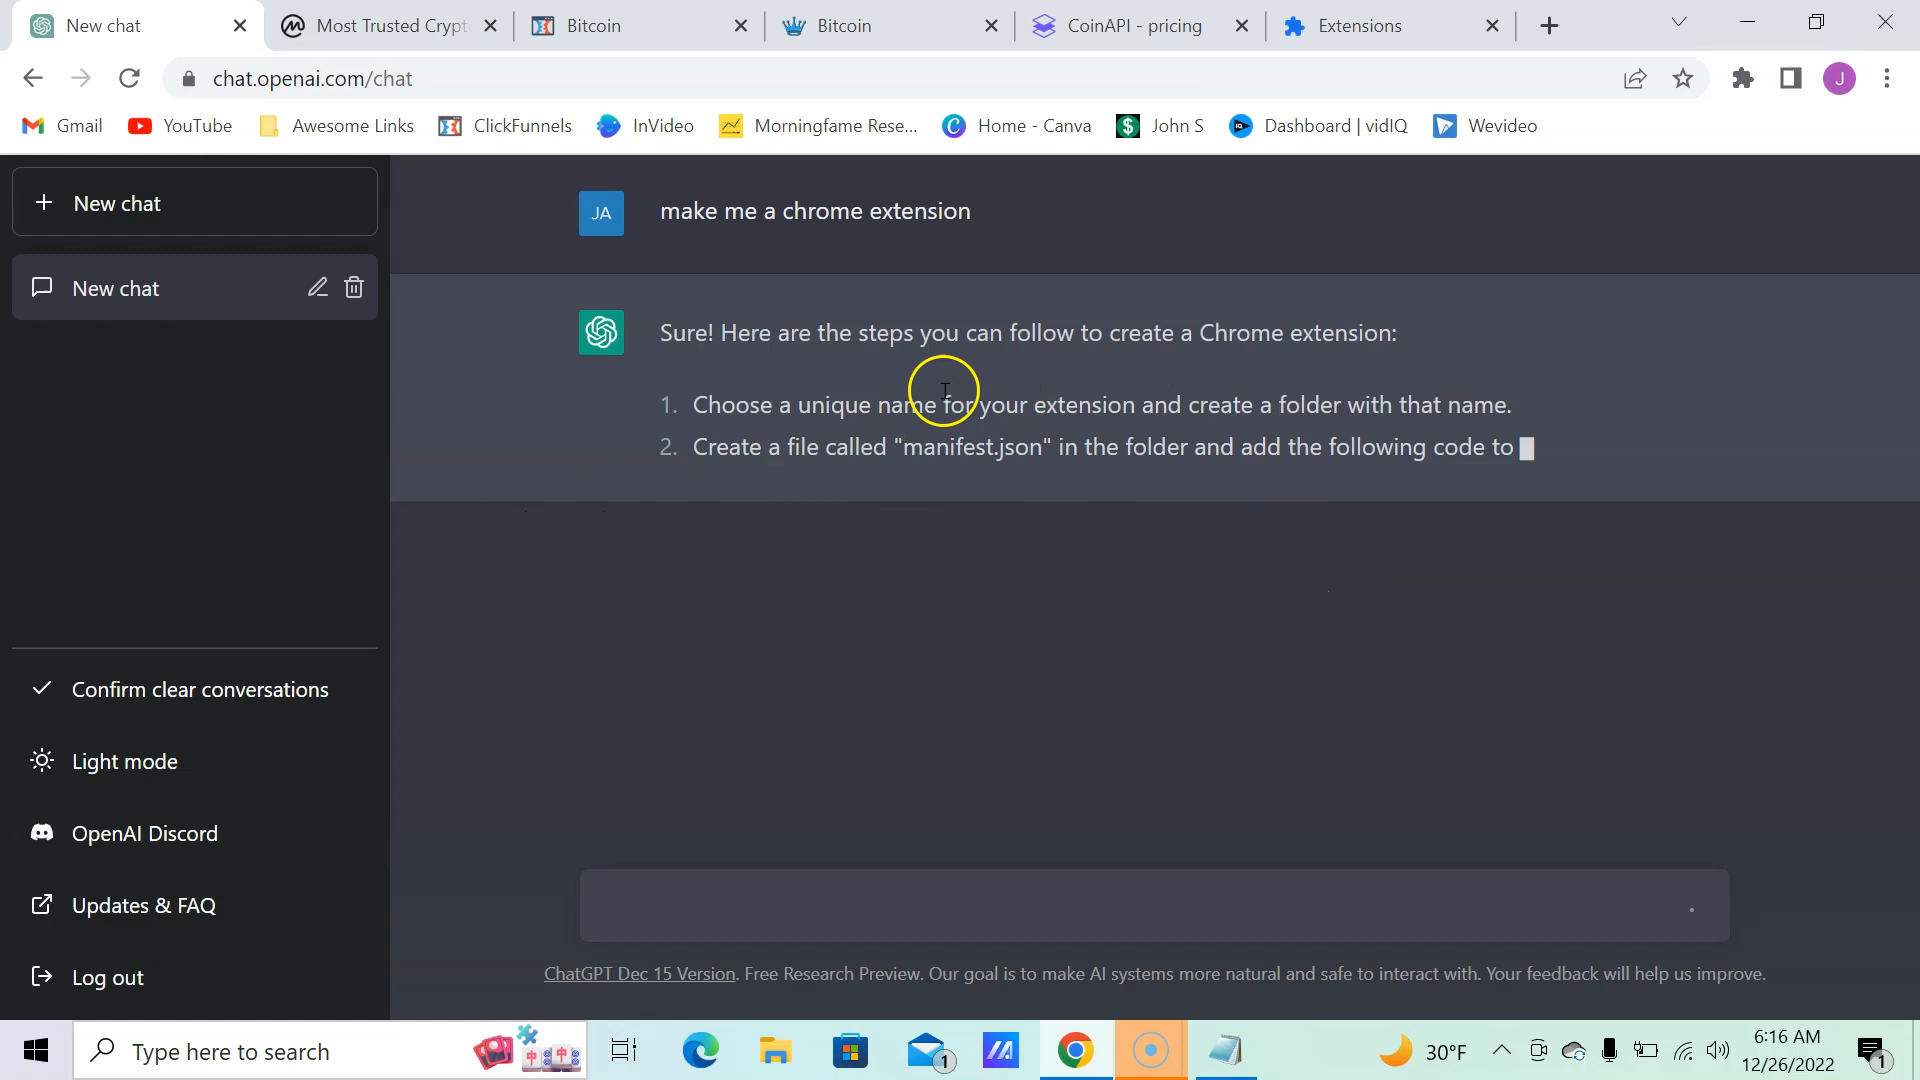 New chat
Most Trusted Crypt
Bitcoin
Bitcoin
CoinAPI - pricing
Extensions
chat.openai.com/chat
J
Gmail
YouTube
Awesome Links
ClickFunnels
InVideo
Morningfame Rese...
Home - Canva
John S
Dashboard | vidIQ
Wevideo
New chat
New chat
JA
make me a chrome extension
Sure! Here are the steps you can follow to create a Chrome extension:
1. Choose a unique name for your extension and create a folder with that name.
2. Create a file called "manifest.json" in the folder and add the following code to
Confirm clear conversations
Light mode
OpenAI Discord
Updates & FAQ
Log out
ChatGPT Dec 15 Version. Free Research Preview. Our goal is to make AI systems more natural and safe to interact with. Your feedback will help us improve.
Type here to search
1
30°F
6:16 AM
12/26/2022
1